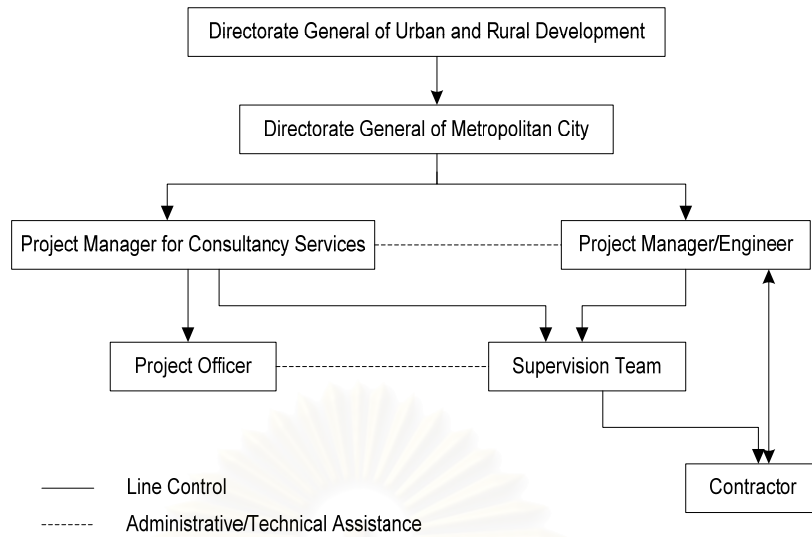 Directorate General of Urban and Rural Development
Directorate General of Metropolitan City
Project Manager for Consultancy Services
Project Manager/Engineer
Project Officer
Supervision Team
Contractor
Line Control
Administrative/Technical Assistance